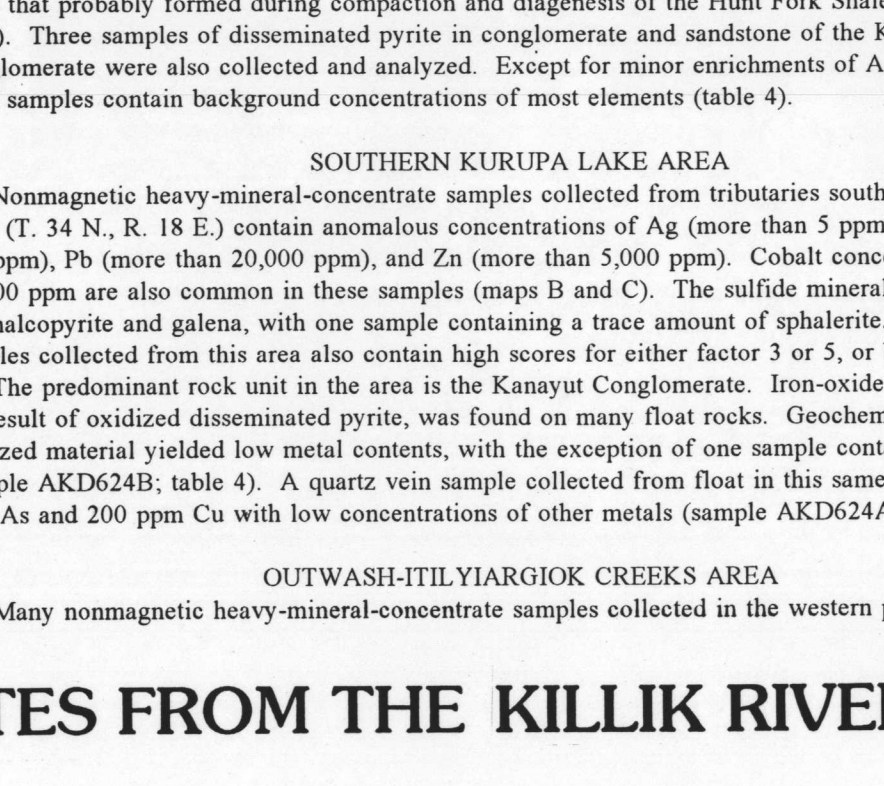 that probably formed during compaction and diagenesis of the Hunt Fork Shale
). Three samples of disseminated pyrite in conglomerate and sandstone of the K
lomerate were also collected and analyzed. Except for minor enrichments of A
samples contain background concentrations of most elements (table 4).
SOUTHERN KURUPA LAKE AREA
Nonmagnetic heavy-mineral-concentrate samples collected from tributaries south
(T. 34 N., R. 18 E.) contain anomalous concentrations of Ag (more than 5 ppm
ppm), Pb (more than 20,000 ppm), and Zn (more than 5,000 ppm). Cobalt conc
00 ppm are also common in these samples (maps B and C). The sulfide mineral
halcopyrite and galena, with one sample containing a trace amount of sphalerite.
les collected from this area also contain high scores for either factor 3 or 5, or
The predominant rock unit in the area is the Kanayut Conglomerate. Iron-oxide
esult of oxidized disseminated pyrite, was found on many float rocks. Geochem
zed material yielded low metal contents, with the exception of one sample cont
ple AKD624B; table 4). A quartz vein sample collected from float in this same
As and 200 ppm Cu with low concentrations of other metals (sample AKD624A
OUTWASH-ITILYIARGIOK CREEKS AREA
Many nonmagnetic heavy-mineral-concentrate samples collected in the western p
TES FROM THE KILLIK RIVE